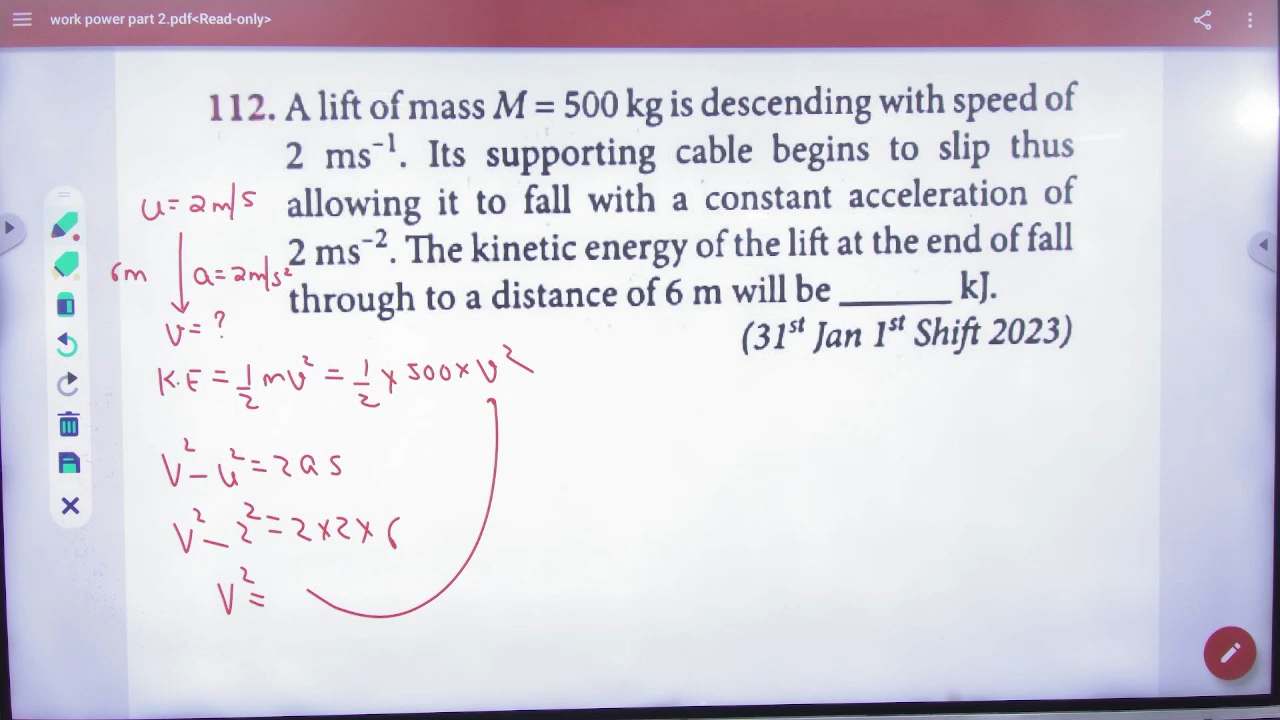 work power part 2.pdf<Read-only>
112. A lift of mass M = 500 kg is descending with speed of
2 ms⁻¹. Its supporting cable begins to slip thus
allowing it to fall with a constant acceleration of
2 ms⁻². The kinetic energy of the lift at the end of fall
through to a distance of 6 m will be ______ kJ.
(31st Jan 1st Shift 2023)
u = 2 m/s
6m a = 2m/s²
v = ?
K.E = 1/2 mv² = 1/2 × 500 × v²
v² - u² = 2 a s
v² - 2² = 2 × 2 × 6
v² =